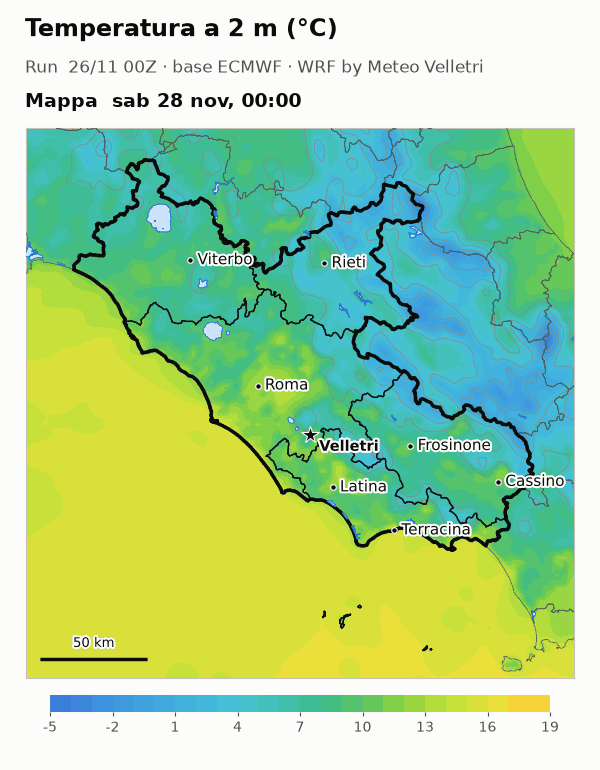 Temperatura a 2 m (°C)
Run  26/11 00Z · base ECMWF · WRF by Meteo Velletri
Mappa  sab 28 nov, 00:00
Viterbo
Rieti
Roma
Velletri
Frosinone
Cassino
Latina
Terracina
50 km
-5 -2 1 4 7 10 13 16 19